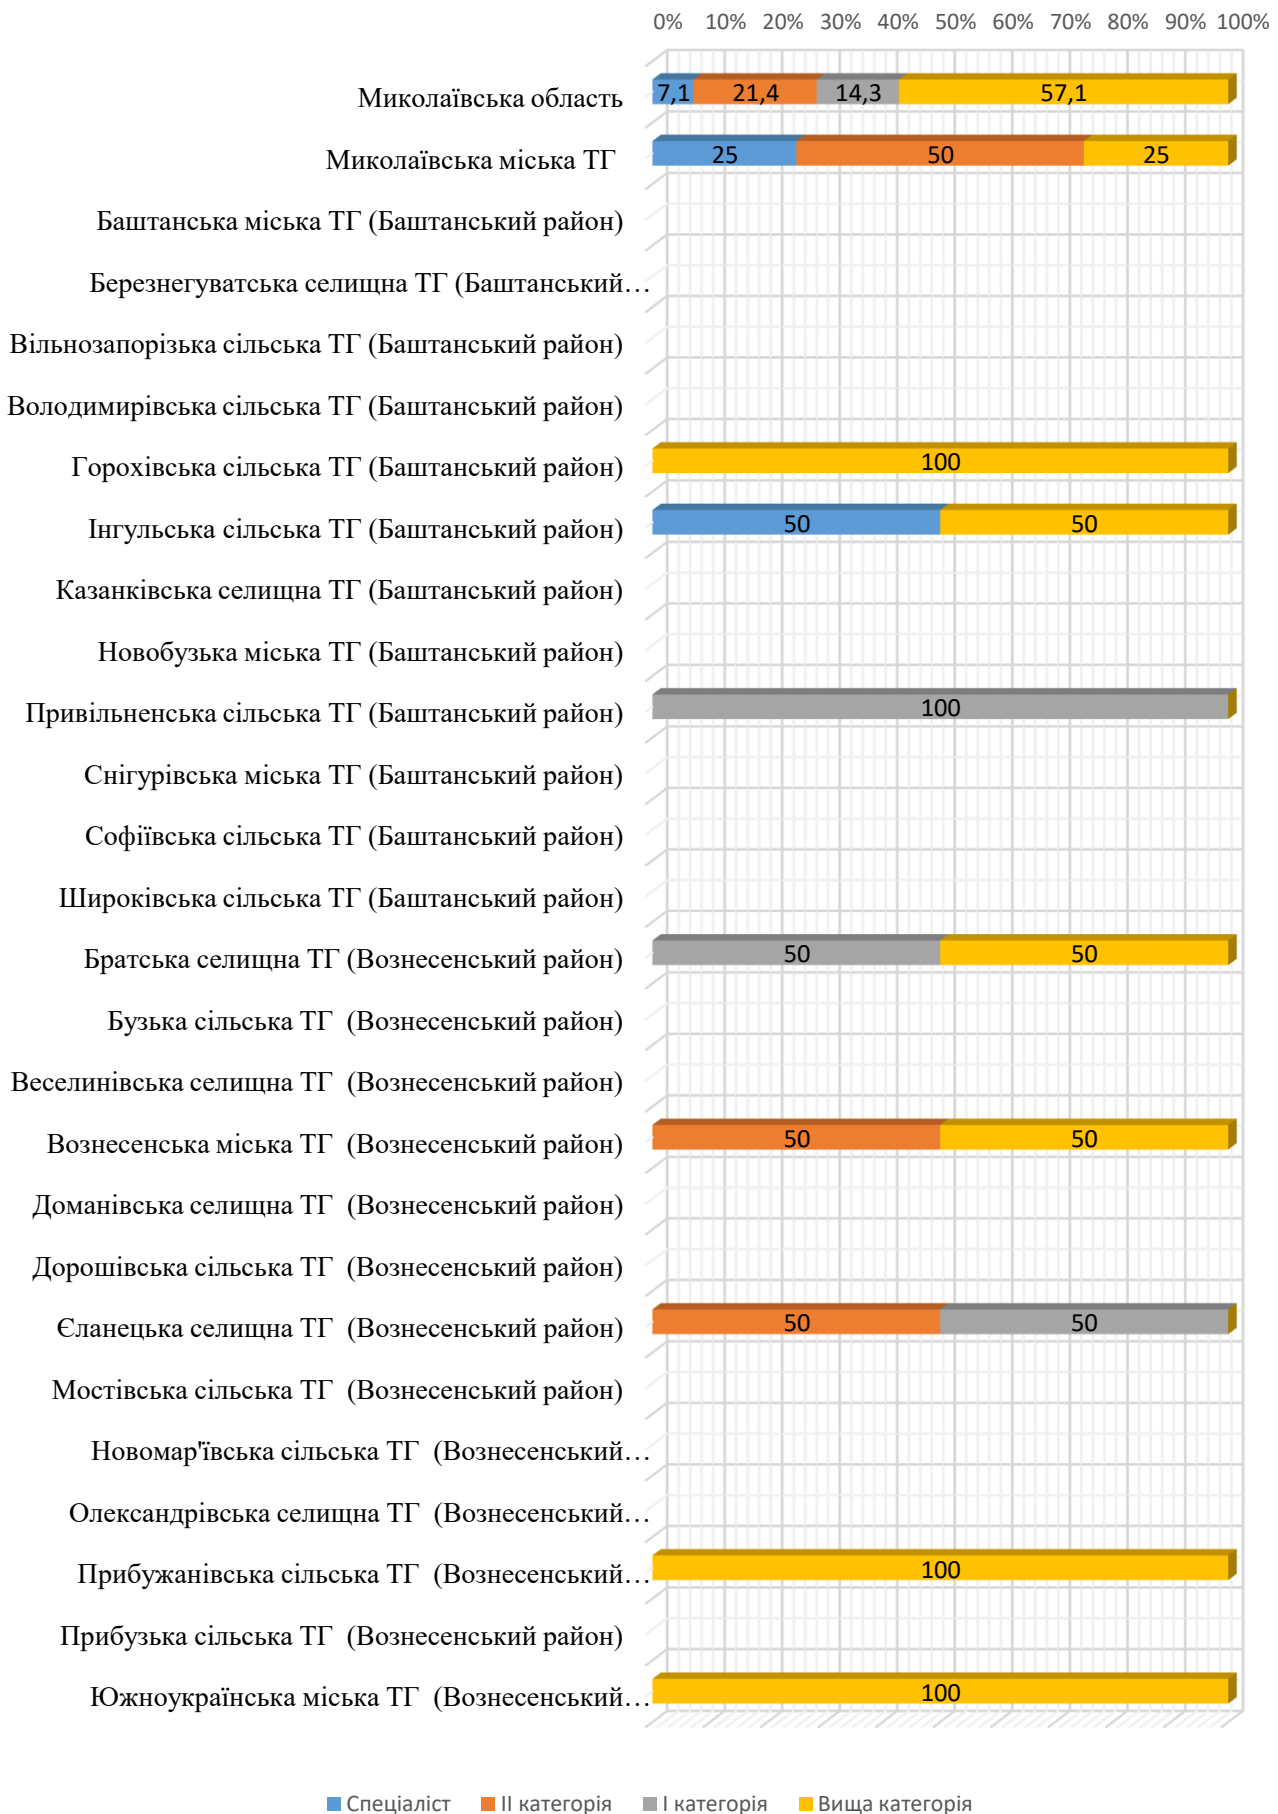 0% 10% 20% 30% 40% 50% 60% 70% 80% 90% 100%
Миколаївська область 7,1 21,4 14,3 57,1
Миколаївська міська ТГ 25 50 25
Баштанська міська ТГ (Баштанський район)
Березнегуватська селищна ТГ (Баштанський…
Вільнозапорізька сільська ТГ (Баштанський район)
Володимирівська сільська ТГ (Баштанський район)
Горохівська сільська ТГ (Баштанський район) 100
Інгульська сільська ТГ (Баштанський район) 50 50
Казанківська селищна ТГ (Баштанський район)
Новобузька міська ТГ (Баштанський район)
Привільненська сільська ТГ (Баштанський район) 100
Снігурівська міська ТГ (Баштанський район)
Софіївська сільська ТГ (Баштанський район)
Широківська сільська ТГ (Баштанський район)
Братська селищна ТГ (Вознесенський район) 50 50
Бузька сільська ТГ (Вознесенський район)
Веселинівська селищна ТГ (Вознесенський район)
Вознесенська міська ТГ (Вознесенський район) 50 50
Доманівська селищна ТГ (Вознесенський район)
Дорошівська сільська ТГ (Вознесенський район)
Єланецька селищна ТГ (Вознесенський район) 50 50
Мостівська сільська ТГ (Вознесенський район)
Новомар'ївська сільська ТГ (Вознесенський…
Олександрівська селищна ТГ (Вознесенський…
Прибужанівська сільська ТГ (Вознесенський… 100
Прибузька сільська ТГ (Вознесенський район)
Южноукраїнська міська ТГ (Вознесенський… 100
Спеціаліст ІІ категорія І категорія Вища категорія